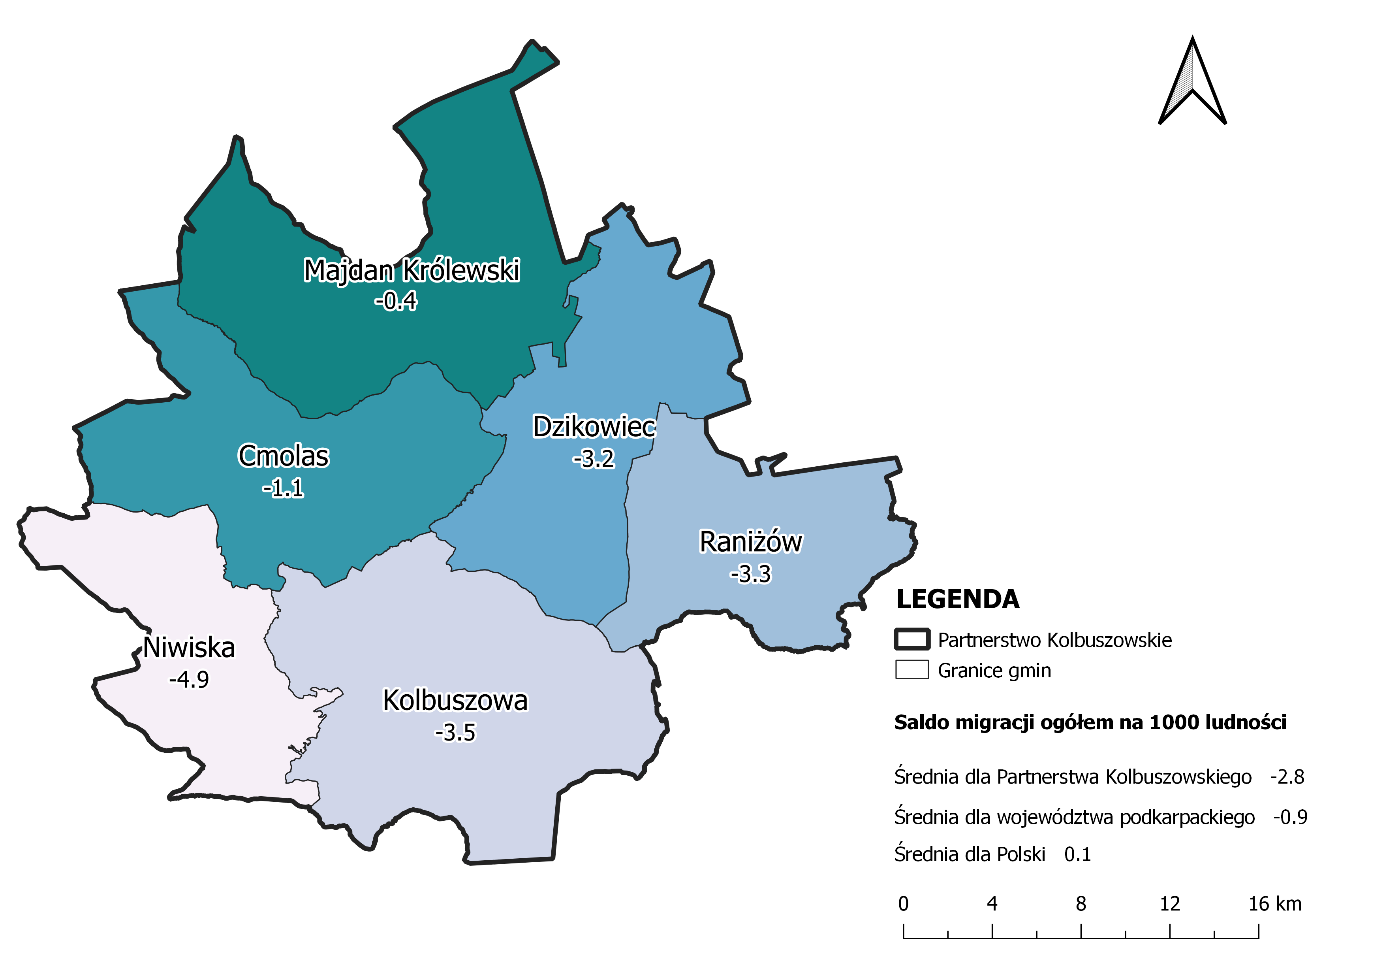 Majdan Królewski
-0.4
Dzikowiec
-3.2
Cmolas
-1.1
Raniżów
-3.3
Niwiska
-4.9
Kolbuszowa
-3.5
LEGENDA
Partnerstwo Kolbuszowskie
Granice gmin
Saldo migracji ogółem na 1000 ludności
Średnia dla Partnerstwa Kolbuszowskiego -2.8
Średnia dla województwa podkarpackiego -0.9
Średnia dla Polski 0.1
0 4 8 12 16 km